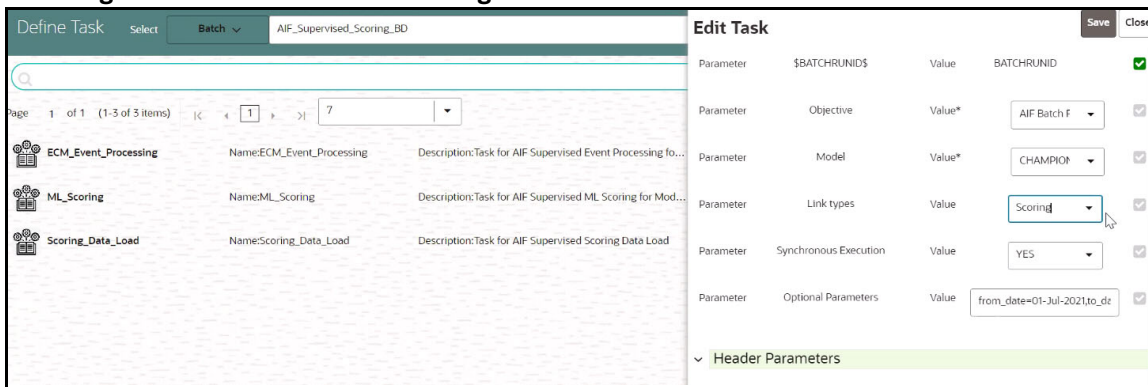 Define Task Select Batch AIF_Supervised_Scoring_BD
Page 1 of 1 (1-3 of 3 items) 1 7
ECM_Event_Processing Name:ECM_Event_Processing Description:Task for AIF Supervised Event Processing fo...
ML_Scoring Name:ML_Scoring Description:Task for AIF Supervised ML Scoring for Mod...
Scoring_Data_Load Name:Scoring_Data_Load Description:Task for AIF Supervised Scoring Data Load
Edit Task Save Close
Parameter $BATCHRUNID$ Value BATCHRUNID
Parameter Objective Value* AIF Batch F
Parameter Model Value* CHAMPION
Parameter Link types Value Scoring
Parameter Synchronous Execution Value YES
Parameter Optional Parameters Value from_date=01-Jul-2021,to_da
Header Parameters